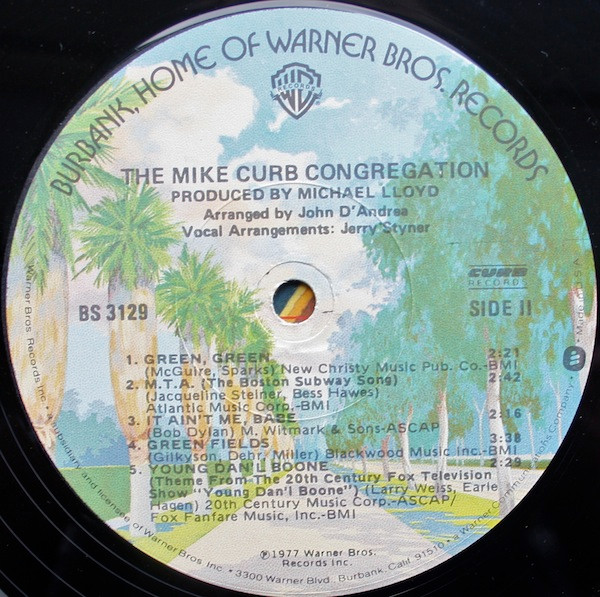 BURBANK, HOME OF WARNER BROS. RECORDS
W
RECORDS
THE MIKE CURB CONGREGATION
PRODUCED BY MICHAEL LLOYD
Arranged by John D'Andrea
Vocal Arrangements: Jerry Styner
BS 3129
CURB
RECORDS
SIDE II
1. GREEN, GREEN 2:21
(McGuire, Sparks) New Christy Music Pub. Co.-BMI
2. M.T.A. (The Boston Subway Song) 2:42
(Jacqueline Steiner, Bess Hawes)
Atlantic Music Corp.-BMI
3. IT AIN'T ME, BABE 2:16
(Bob Dylan) M. Witmark & Sons-ASCAP
4. GREEN FIELDS 3:38
(Gilkyson, Dehr, Miller) Blackwood Music Inc.-BMI
5. YOUNG DAN'L BOONE 2:29
(Theme From The 20th Century Fox Television
Show "Young Dan'l Boone") (Larry Weiss, Earle
Hagen) 20th Century Music Corp.-ASCAP/
Fox Fanfare Music, Inc.-BMI
℗1977 Warner Bros.
Records Inc.
Warner Bros. Records Inc. • a subsidiary and licensee of Warner Bros. Inc. • 3300 Warner Blvd., Burbank, Calif. 91510 • a Warner Communications Company • Made in U.S.A.